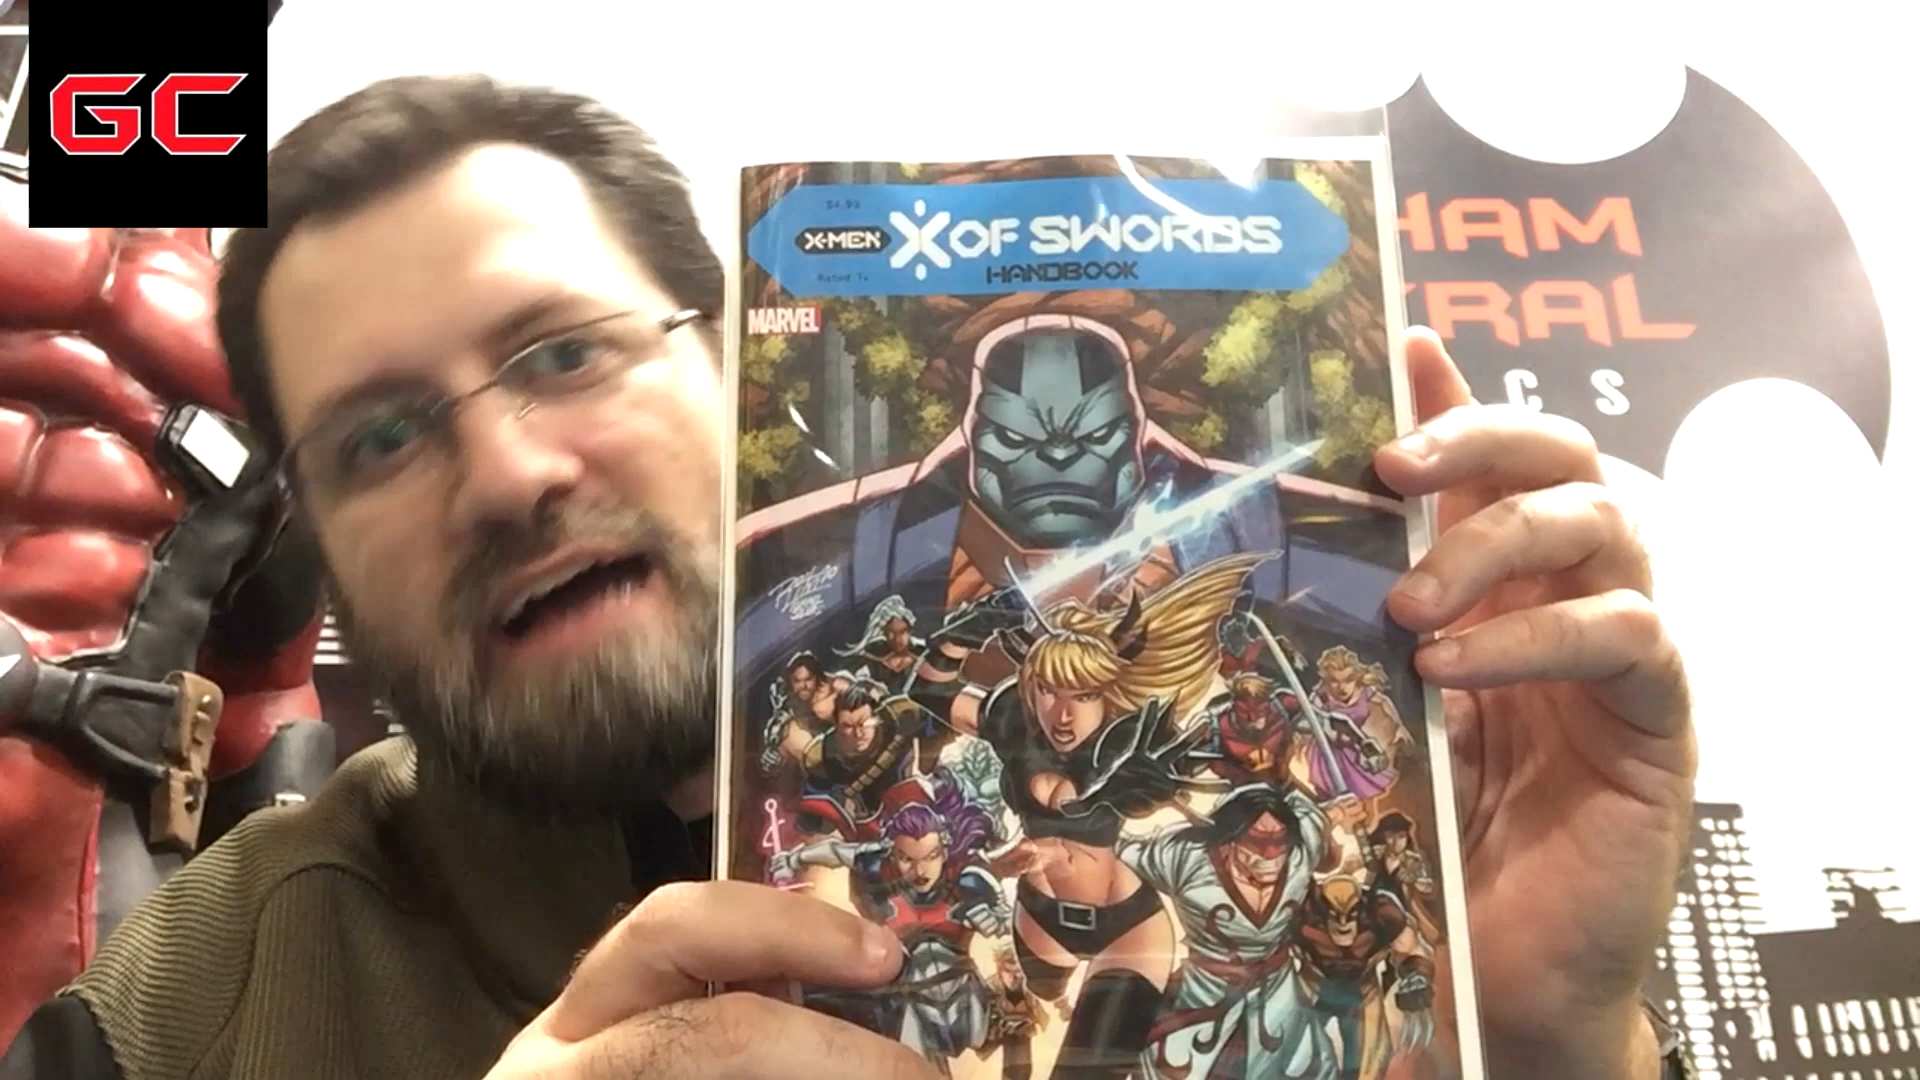 GC
$4.99
X-MEN
X OF SWORDS
Rated T+
HANDBOOK
MARVEL
HAM
RAL
C S